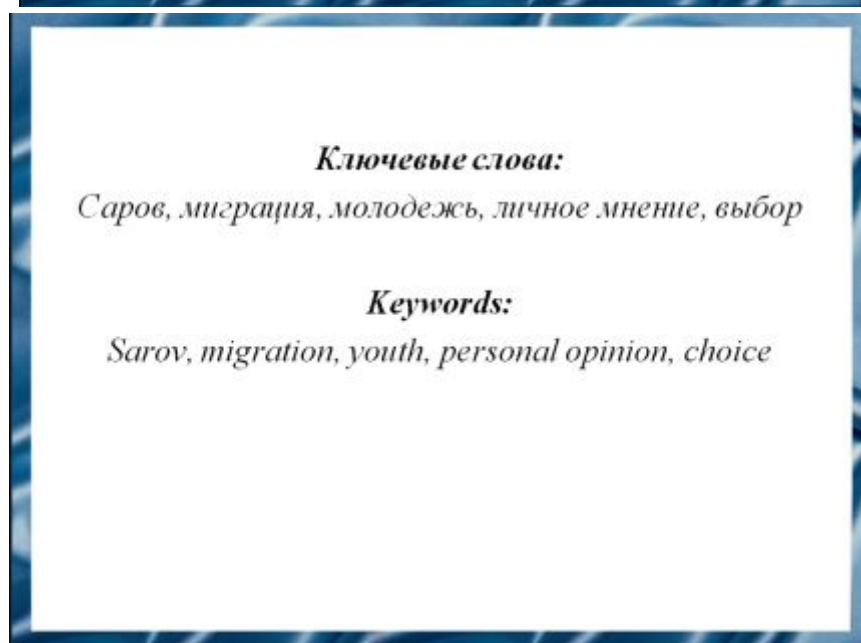 Ключевые слова:
Саров, миграция, молодежь, личное мнение, выбор
Keywords:
Sarov, migration, youth, personal opinion, choice